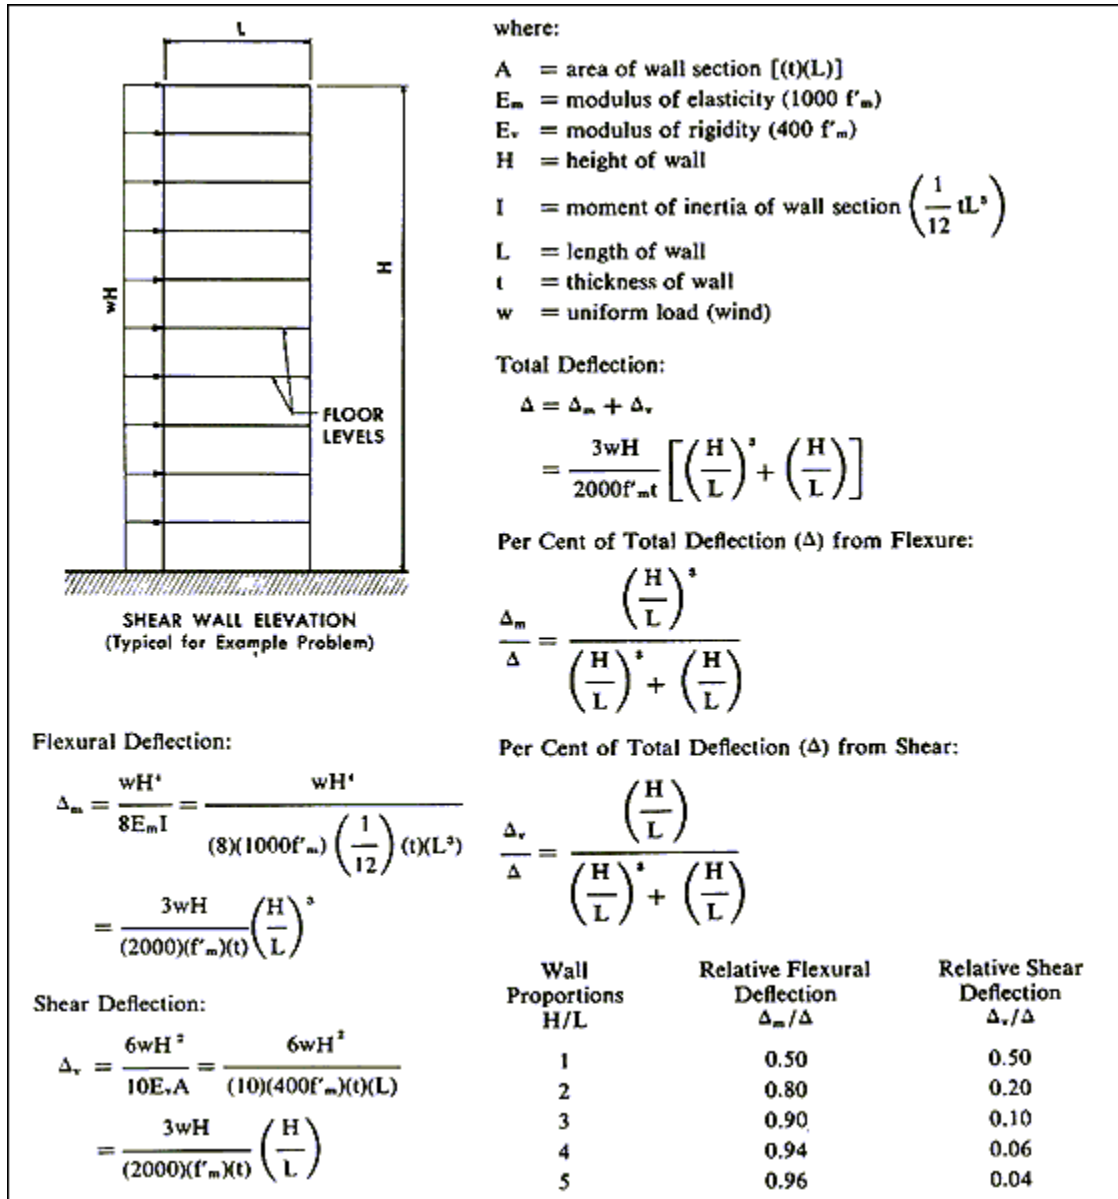 L
wH
H
FLOOR
LEVELS
SHEAR WALL ELEVATION
(Typical for Example Problem)
Flexural Deflection:
Δₘ = wH⁴ / 8EₘI = wH⁴ / (8)(1000f'ₘ)(1/12)(t)(L³)
= 3wH / (2000)(f'ₘ)(t) (H/L)³
Shear Deflection:
Δᵥ = 6wH² / 10EᵥA = 6wH² / (10)(400f'ₘ)(t)(L)
= 3wH / (2000)(f'ₘ)(t) (H/L)
where:
A = area of wall section [(t)(L)]
Eₘ = modulus of elasticity (1000 f'ₘ)
Eᵥ = modulus of rigidity (400 f'ₘ)
H = height of wall
I = moment of inertia of wall section (1/12 tL³)
L = length of wall
t = thickness of wall
w = uniform load (wind)
Total Deflection:
Δ = Δₘ + Δᵥ
= 3wH / 2000f'ₘt [(H/L)³ + (H/L)]
Per Cent of Total Deflection (Δ) from Flexure:
Δₘ/Δ = (H/L)³ / (H/L)³ + (H/L)
Per Cent of Total Deflection (Δ) from Shear:
Δᵥ/Δ = (H/L) / (H/L)³ + (H/L)
Wall Relative Flexural Relative Shear
Proportions Deflection Deflection
H/L Δₘ/Δ Δᵥ/Δ
1 0.50 0.50
2 0.80 0.20
3 0.90 0.10
4 0.94 0.06
5 0.96 0.04